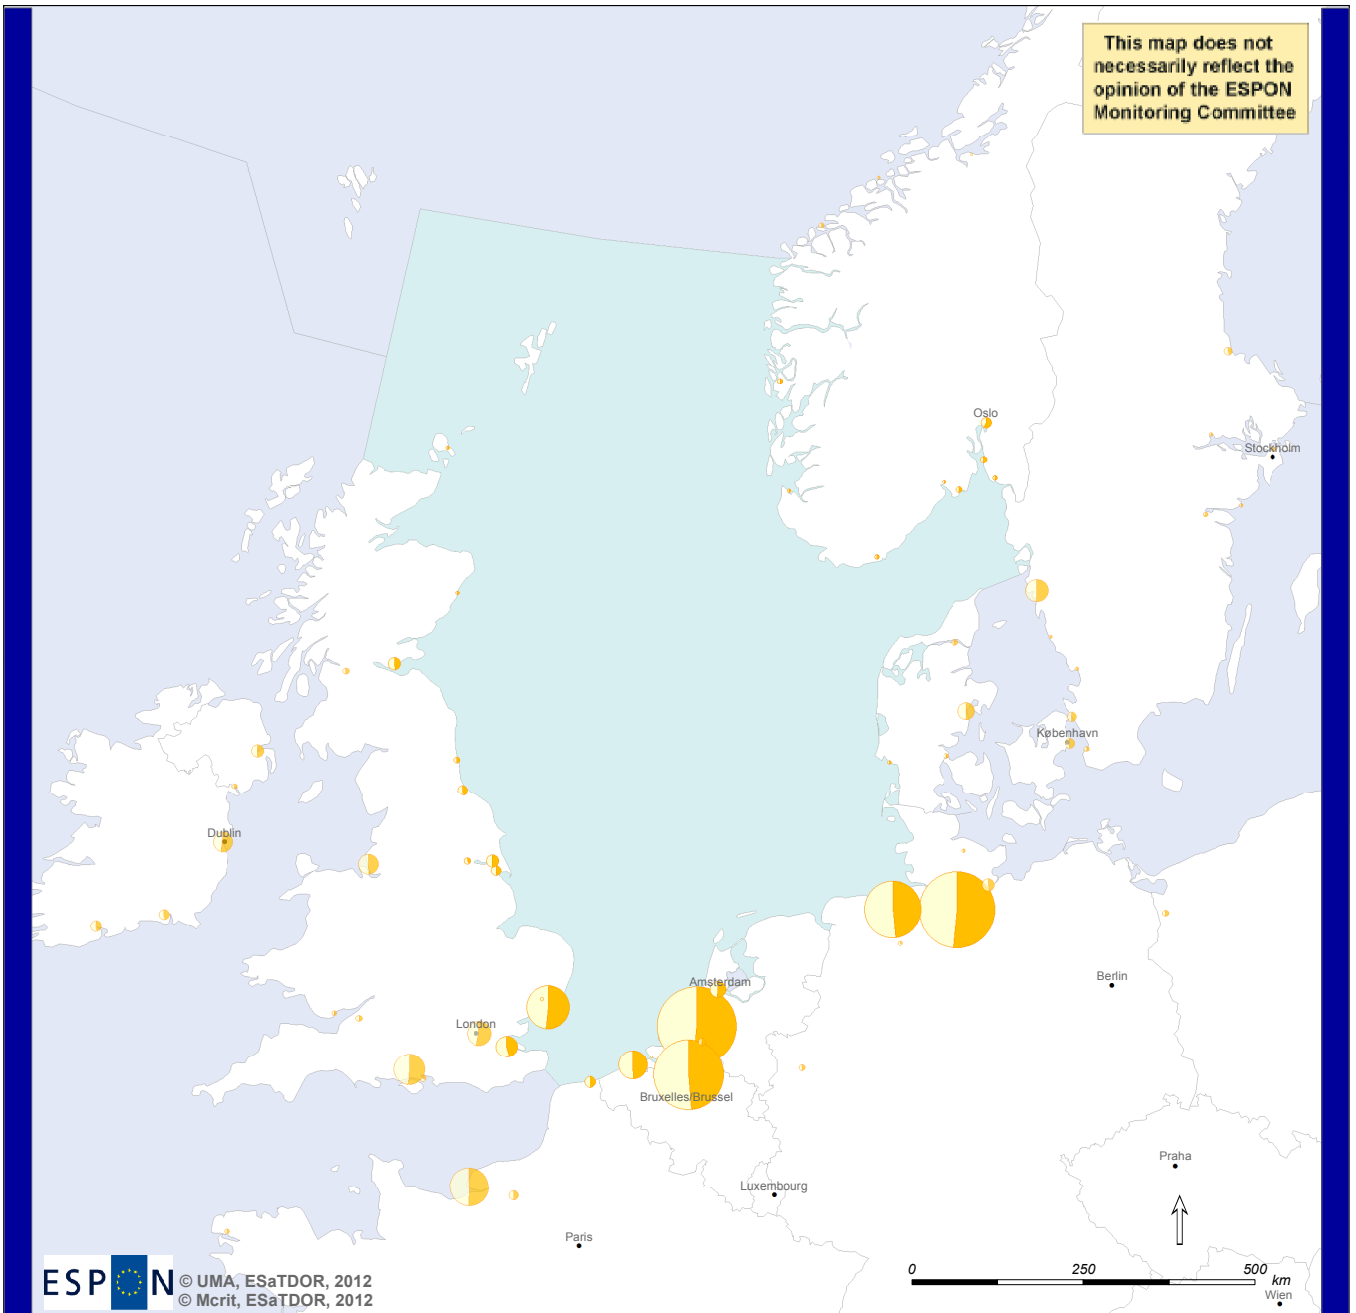 This map does not
necessarily reflect the
opinion of the ESPON
Monitoring Committee
Oslo
Stockholm
København
Dublin
Amsterdam
Berlin
London
Bruxelles/Brussel
Praha
Luxembourg
Paris
ESPON
© UMA, ESaTDOR, 2012
© Mcrit, ESaTDOR, 2012
0 250 500
km
Wien